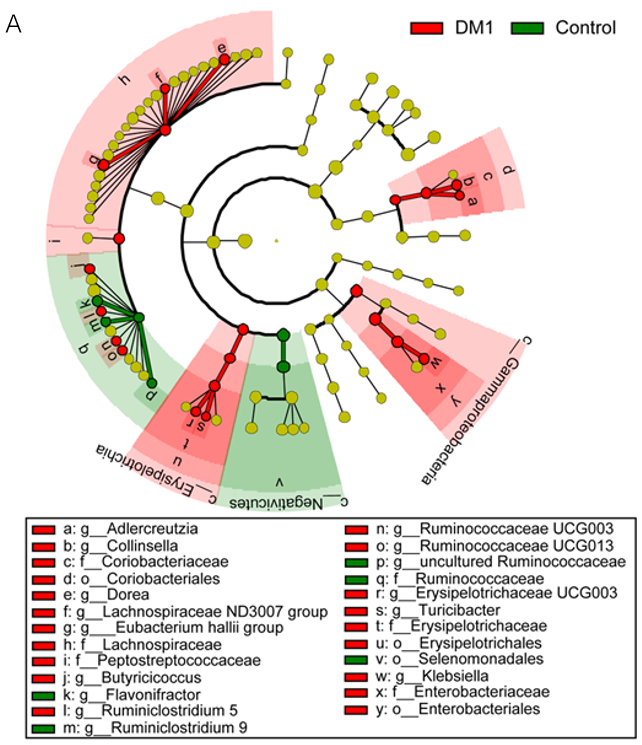 A
DM1
Control
e
f
h
g
d
c
b
a
i
j
k
l
m
n
o
q
p
r
s
t
u
c__Erysipelotrichia
v
c__Negativicutes
w
x
y
c__Gammaproteobacteria
a: g__Adlercreutzia
b: g__Collinsella
c: f__Coriobacteriaceae
d: o__Coriobacteriales
e: g__Dorea
f: g__Lachnospiraceae ND3007 group
g: g___Eubacterium hallii group
h: f__Lachnospiraceae
i: f__Peptostreptococcaceae
j: g__Butyricicoccus
k: g__Flavonifractor
l: g__Ruminiclostridium 5
m: g__Ruminiclostridium 9
n: g__Ruminococcaceae UCG003
o: g__Ruminococcaceae UCG013
p: g__uncultured Ruminococcaceae
q: f__Ruminococcaceae
r: g__Erysipelotrichaceae UCG003
s: g__Turicibacter
t: f__Erysipelotrichaceae
u: o__Erysipelotrichales
v: o__Selenomonadales
w: g__Klebsiella
x: f__Enterobacteriaceae
y: o__Enterobacteriales